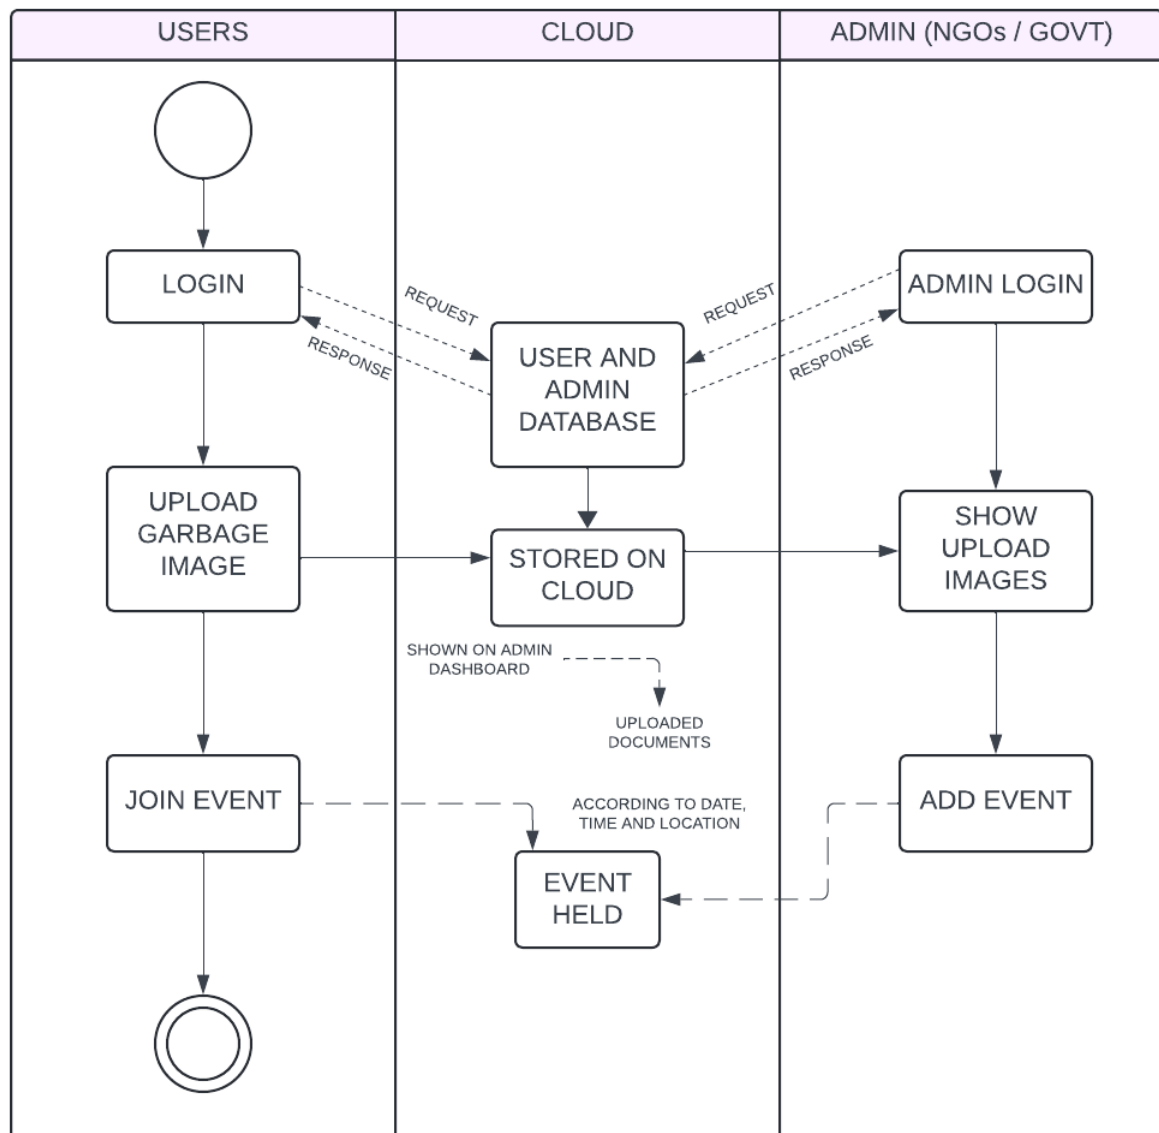 USERS
CLOUD
ADMIN (NGOs / GOVT)
LOGIN
REQUEST
RESPONSE
REQUEST
RESPONSE
ADMIN LOGIN
USER AND
ADMIN
DATABASE
UPLOAD
GARBAGE
IMAGE
STORED ON
CLOUD
SHOW
UPLOAD
IMAGES
SHOWN ON ADMIN
DASHBOARD
UPLOADED
DOCUMENTS
JOIN EVENT
ACCORDING TO DATE,
TIME AND LOCATION
ADD EVENT
EVENT
HELD